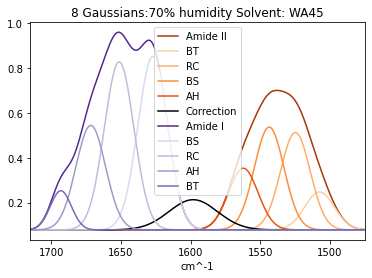 8 Gaussians:70% humidity Solvent: WA45
1.0
0.8
0.6
0.4
0.2
Amide II
BT
RC
BS
AH
Correction
Amide I
BS
RC
AH
BT
1700 1650 1600 1550 1500
cm^-1